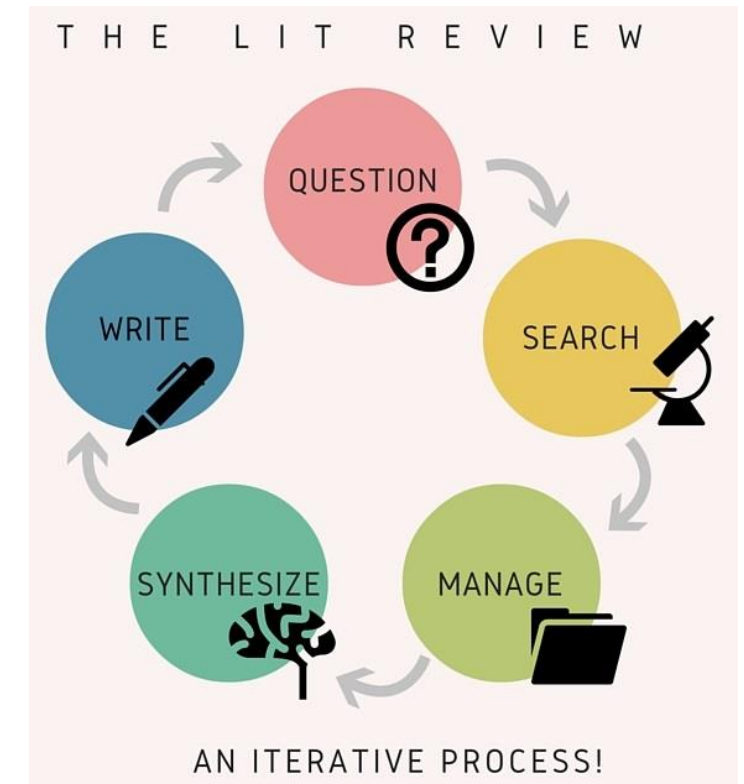 THE LIT REVIEW
QUESTION
?
SEARCH
MANAGE
SYNTHESIZE
WRITE
AN ITERATIVE PROCESS!